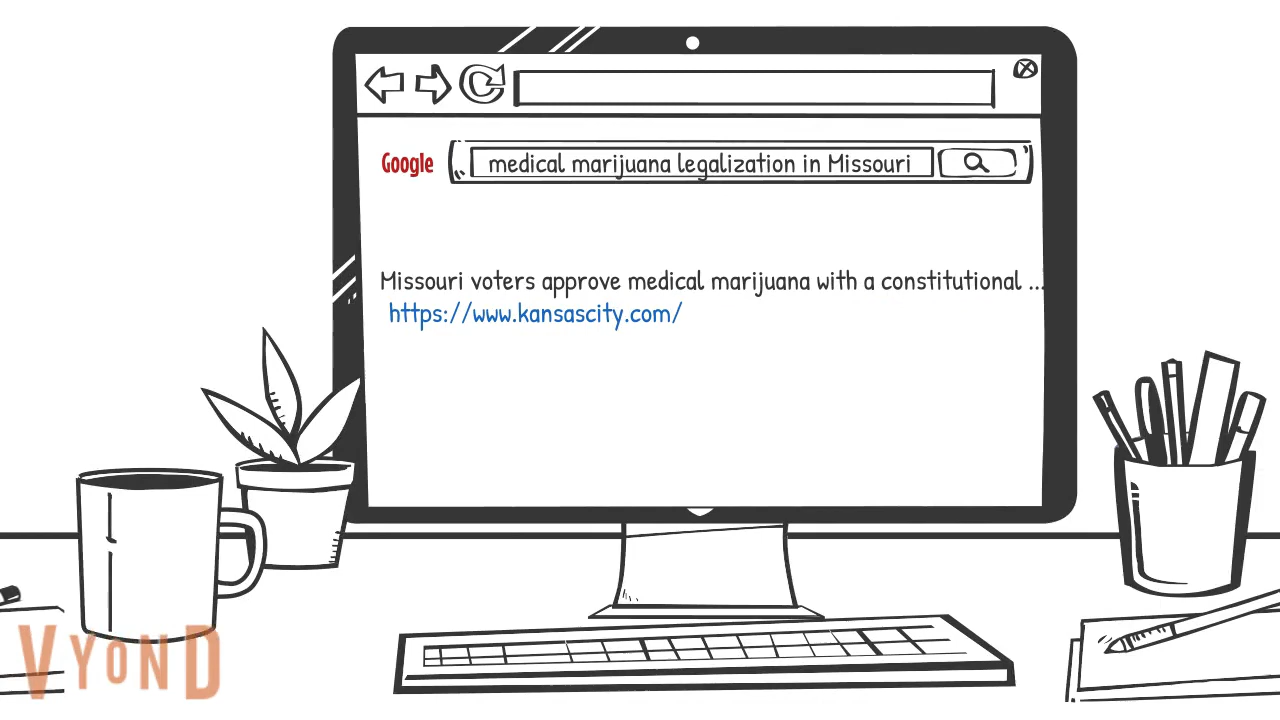 Google medical marijuana legalization in Missouri
Missouri voters approve medical marijuana with a constitutional ...
https://www.kansascity.com/
VYOND